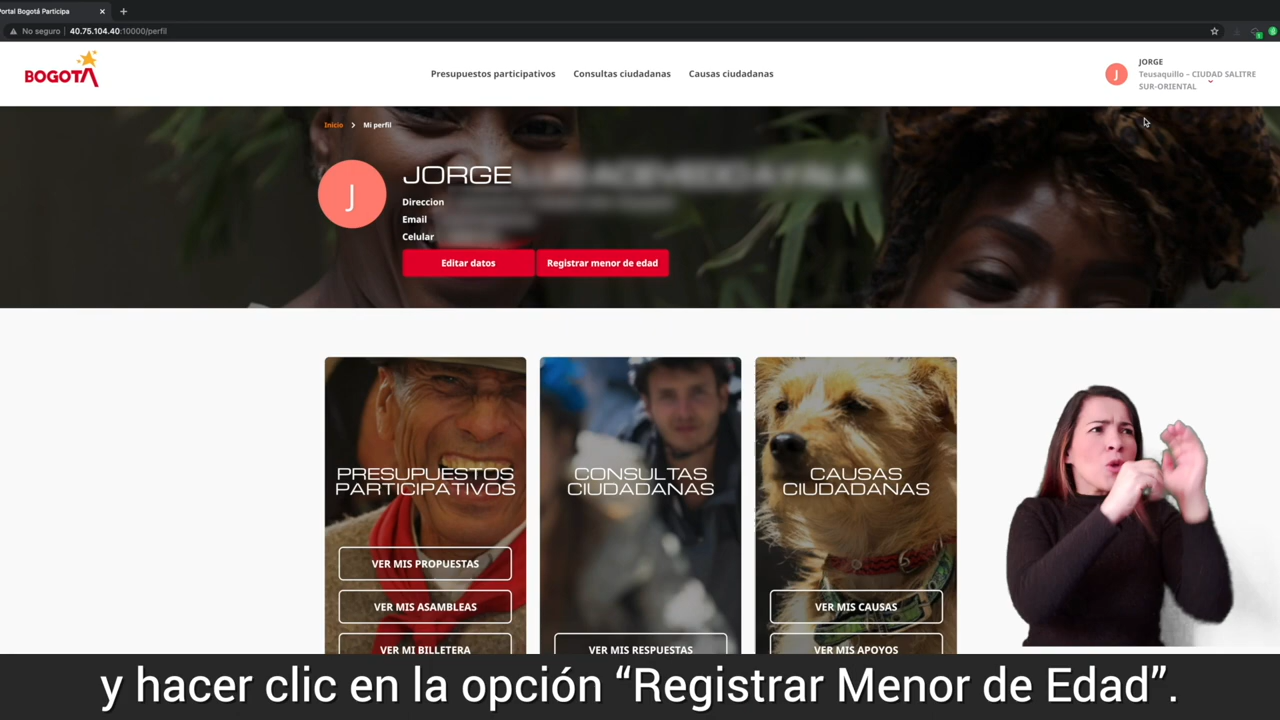 Portal Bogotá Participa
No seguro 40.75.104.40:10000/perfil
BOGOTÁ
Presupuestos participativos Consultas ciudadanas Causas ciudadanas
J
JORGE
Teusaquillo – CIUDAD SALITRE
SUR-ORIENTAL
Inicio > Mi perfil
J
JORGE
Direccion
Email
Celular
Editar datos Registrar menor de edad
PRESUPUESTOS
PARTICIPATIVOS
VER MIS PROPUESTAS
VER MIS ASAMBLEAS
VER MI BILLETERA
CONSULTAS
CIUDADANAS
VER MIS RESPUESTAS
CAUSAS
CIUDADANAS
VER MIS CAUSAS
VER MIS APOYOS
y hacer clic en la opción “Registrar Menor de Edad”.